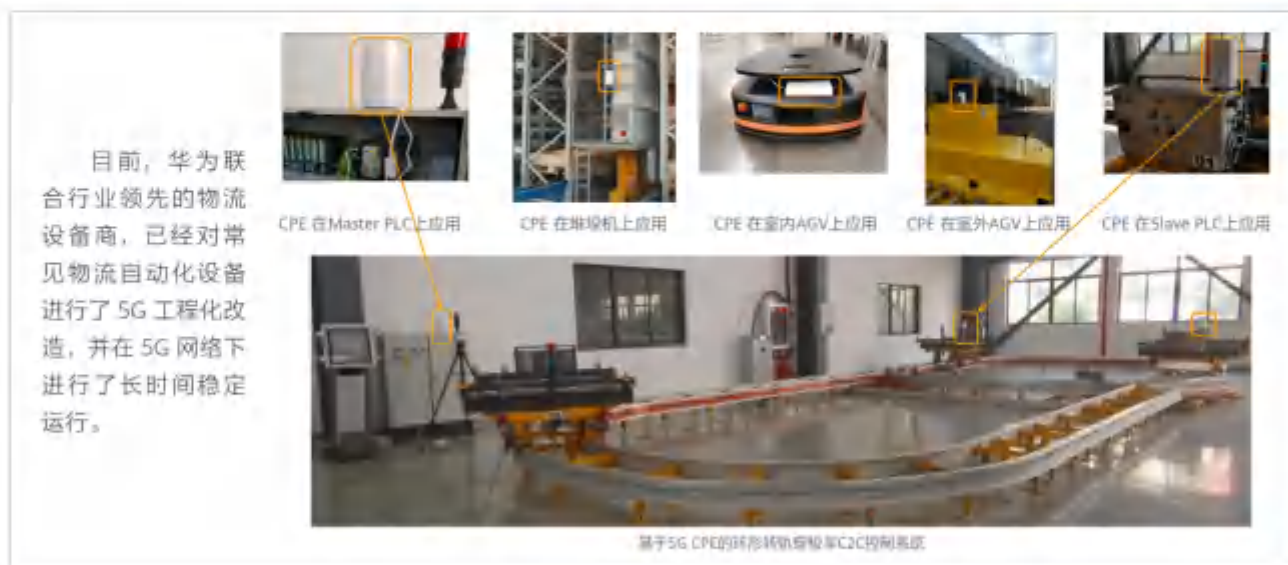 目前，华为联
合行业领先的物流
设备商，已经对常
见物流自动化设备
进行了 5G 工程化改
造，并在 5G 网络下
进行了长时间稳定
运行。
CPE 在Master PLC上应用
CPE 在堆垛机上应用
CPE 在室内AGV上应用
CPE 在室外AGV上应用
CPE 在Slave PLC上应用
基于5G CPE的环形转轨穿梭车C2C控制系统